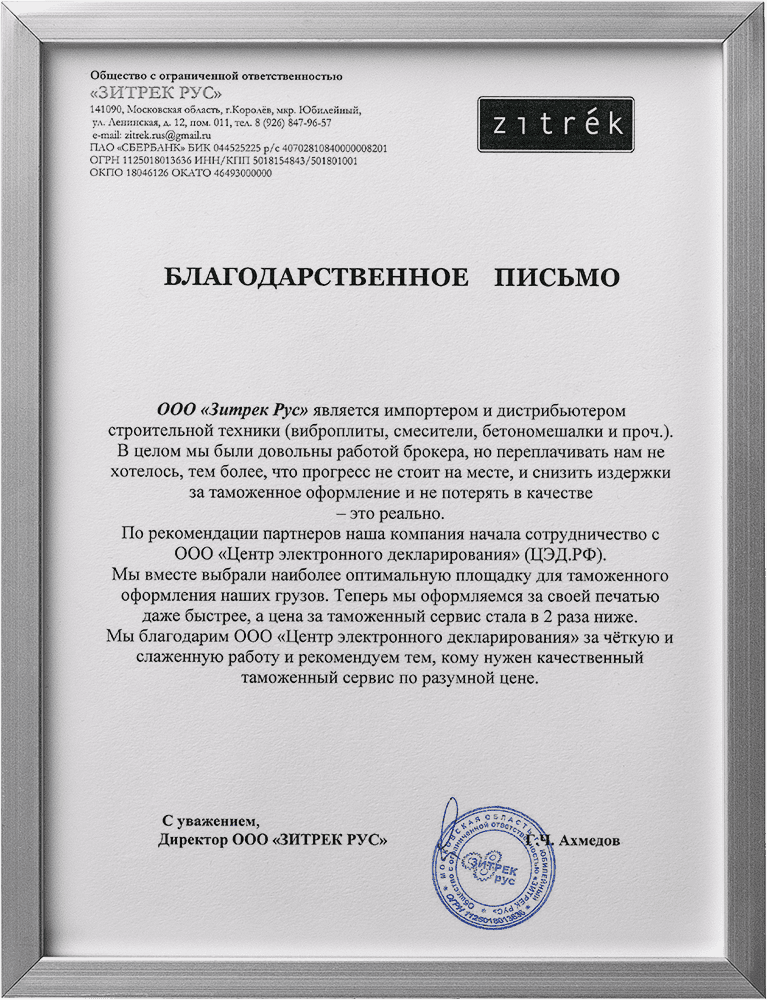 Общество с ограниченной ответственностью
«ЗИТРЕК РУС»
141090, Московская область, г.Королёв, мкр. Юбилейный,
ул. Ленинская, д. 12, пом. 011, тел. 8 (926) 847-96-57
e-mail: zitrek.rus@gmail.ru
ПАО «СБЕРБАНК» БИК 044525225 р/с 40702810840000008201
ОГРН 1125018013636 ИНН/КПП 5018154843/501801001
ОКПО 18046126 ОКАТО 46493000000
zıtrék
БЛАГОДАРСТВЕННОЕ ПИСЬМО
ООО «Зитрек Рус» является импортером и дистрибьютером
строительной техники (виброплиты, смесители, бетономешалки и проч.).
В целом мы были довольны работой брокера, но переплачивать нам не
хотелось, тем более, что прогресс не стоит на месте, и снизить издержки
за таможенное оформление и не потерять в качестве
– это реально.
По рекомендации партнеров наша компания начала сотрудничество с
ООО «Центр электронного декларирования» (ЦЭД.РФ).
Мы вместе выбрали наиболее оптимальную площадку для таможенного
оформления наших грузов. Теперь мы оформляемся за своей печатью
даже быстрее, а цена за таможенный сервис стала в 2 раза ниже.
Мы благодарим ООО «Центр электронного декларирования» за чёткую и
слаженную работу и рекомендуем тем, кому нужен качественный
таможенный сервис по разумной цене.
С уважением,
Директор ООО «ЗИТРЕК РУС»
Г.Ч. Ахмедов
МОСКОВСКАЯ ОБЛАСТЬ Г. ЮБИЛЕЙНЫЙ
ОГРН 1125018013636
Общество с ограниченной ответственностью «ЗИТРЕК РУС»
ЗИТРЕК
рус